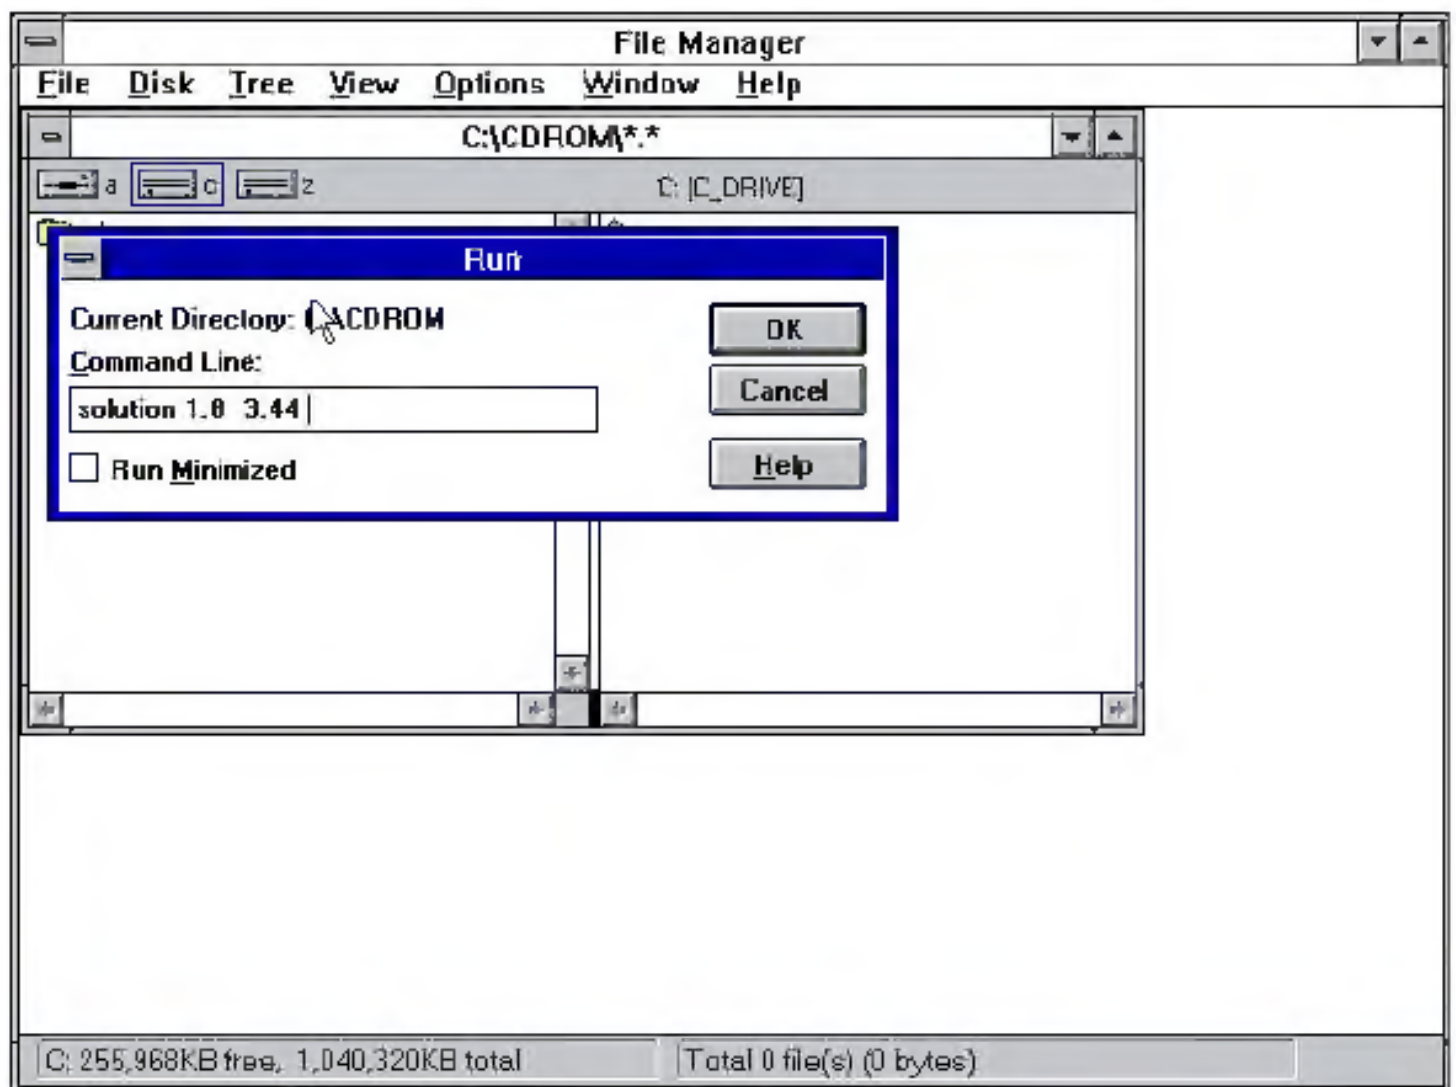 File Manager
File Disk Tree View Options Window Help
C:\CDROM\*.*
a c z C: [C_DRIVE]
Run
Current Directory: \CDROM
OK
Command Line:
Cancel
solution 1.0 3.44
Run Minimized
Help
C: 255,968KB free, 1,040,320KB total Total 0 file(s) (0 bytes)